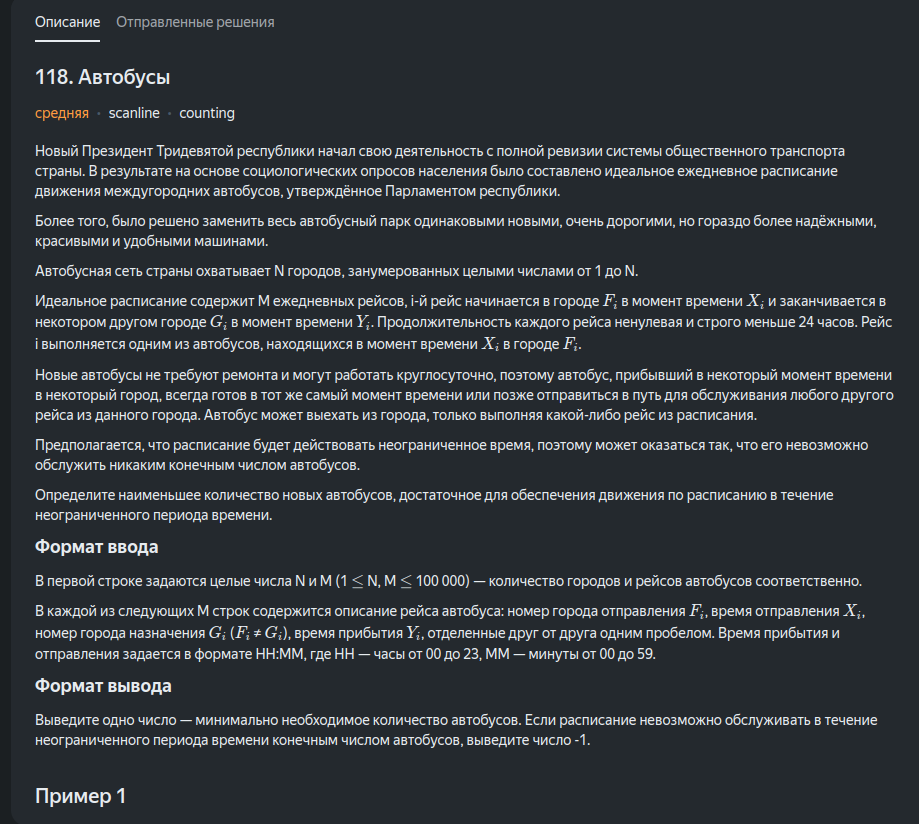 Описание Отправленные решения
118. Автобусы
средняя · scanline · counting
Новый Президент Тридевятой республики начал свою деятельность с полной ревизии системы общественного транспорта
страны. В результате на основе социологических опросов населения было составлено идеальное ежедневное расписание
движения междугородних автобусов, утверждённое Парламентом республики.
Более того, было решено заменить весь автобусный парк одинаковыми новыми, очень дорогими, но гораздо более надёжными,
красивыми и удобными машинами.
Автобусная сеть страны охватывает N городов, занумерованных целыми числами от 1 до N.
Идеальное расписание содержит M ежедневных рейсов, i-й рейс начинается в городе F_i в момент времени X_i и заканчивается в
некотором другом городе G_i в момент времени Y_i. Продолжительность каждого рейса ненулевая и строго меньше 24 часов. Рейс
i выполняется одним из автобусов, находящихся в момент времени X_i в городе F_i.
Новые автобусы не требуют ремонта и могут работать круглосуточно, поэтому автобус, прибывший в некоторый момент времени
в некоторый город, всегда готов в тот же самый момент времени или позже отправиться в путь для обслуживания любого другого
рейса из данного города. Автобус может выехать из города, только выполняя какой-либо рейс из расписания.
Предполагается, что расписание будет действовать неограниченное время, поэтому может оказаться так, что его невозможно
обслужить никаким конечным числом автобусов.
Определите наименьшее количество новых автобусов, достаточное для обеспечения движения по расписанию в течение
неограниченного периода времени.
Формат ввода
В первой строке задаются целые числа N и M (1 ≤ N, M ≤ 100 000) — количество городов и рейсов автобусов соответственно.
В каждой из следующих M строк содержится описание рейса автобуса: номер города отправления F_i, время отправления X_i,
номер города назначения G_i (F_i ≠ G_i), время прибытия Y_i, отделенные друг от друга одним пробелом. Время прибытия и
отправления задается в формате HH:MM, где HH — часы от 00 до 23, MM — минуты от 00 до 59.
Формат вывода
Выведите одно число — минимально необходимое количество автобусов. Если расписание невозможно обслуживать в течение
неограниченного периода времени конечным числом автобусов, выведите число -1.
Пример 1